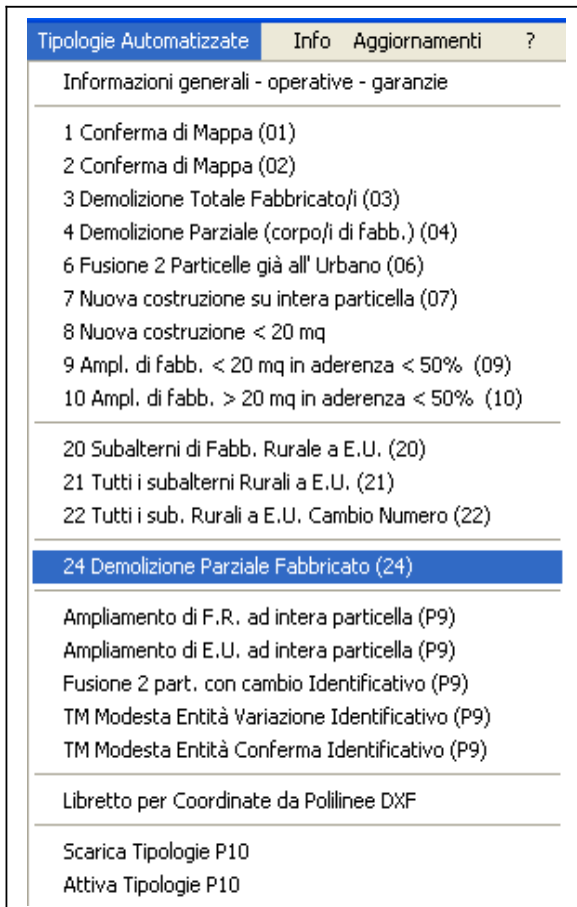 Tipologie Automatizzate Info Aggiornamenti ?
Informazioni generali - operative - garanzie
1 Conferma di Mappa (01)
2 Conferma di Mappa (02)
3 Demolizione Totale Fabbricato/i (03)
4 Demolizione Parziale (corpo/i di fabb.) (04)
6 Fusione 2 Particelle già all' Urbano (06)
7 Nuova costruzione su intera particella (07)
8 Nuova costruzione < 20 mq
9 Ampl. di fabb. < 20 mq in aderenza < 50% (09)
10 Ampl. di fabb. > 20 mq in aderenza < 50% (10)
20 Subalterni di Fabb. Rurale a E.U. (20)
21 Tutti i subalterni Rurali a E.U. (21)
22 Tutti i sub. Rurali a E.U. Cambio Numero (22)
24 Demolizione Parziale Fabbricato (24)
Ampliamento di F.R. ad intera particella (P9)
Ampliamento di E.U. ad intera particella (P9)
Fusione 2 part. con cambio Identificativo (P9)
TM Modesta Entità Variazione Identificativo (P9)
TM Modesta Entità Conferma Identificativo (P9)
Libretto per Coordinate da Polilinee DXF
Scarica Tipologie P10
Attiva Tipologie P10